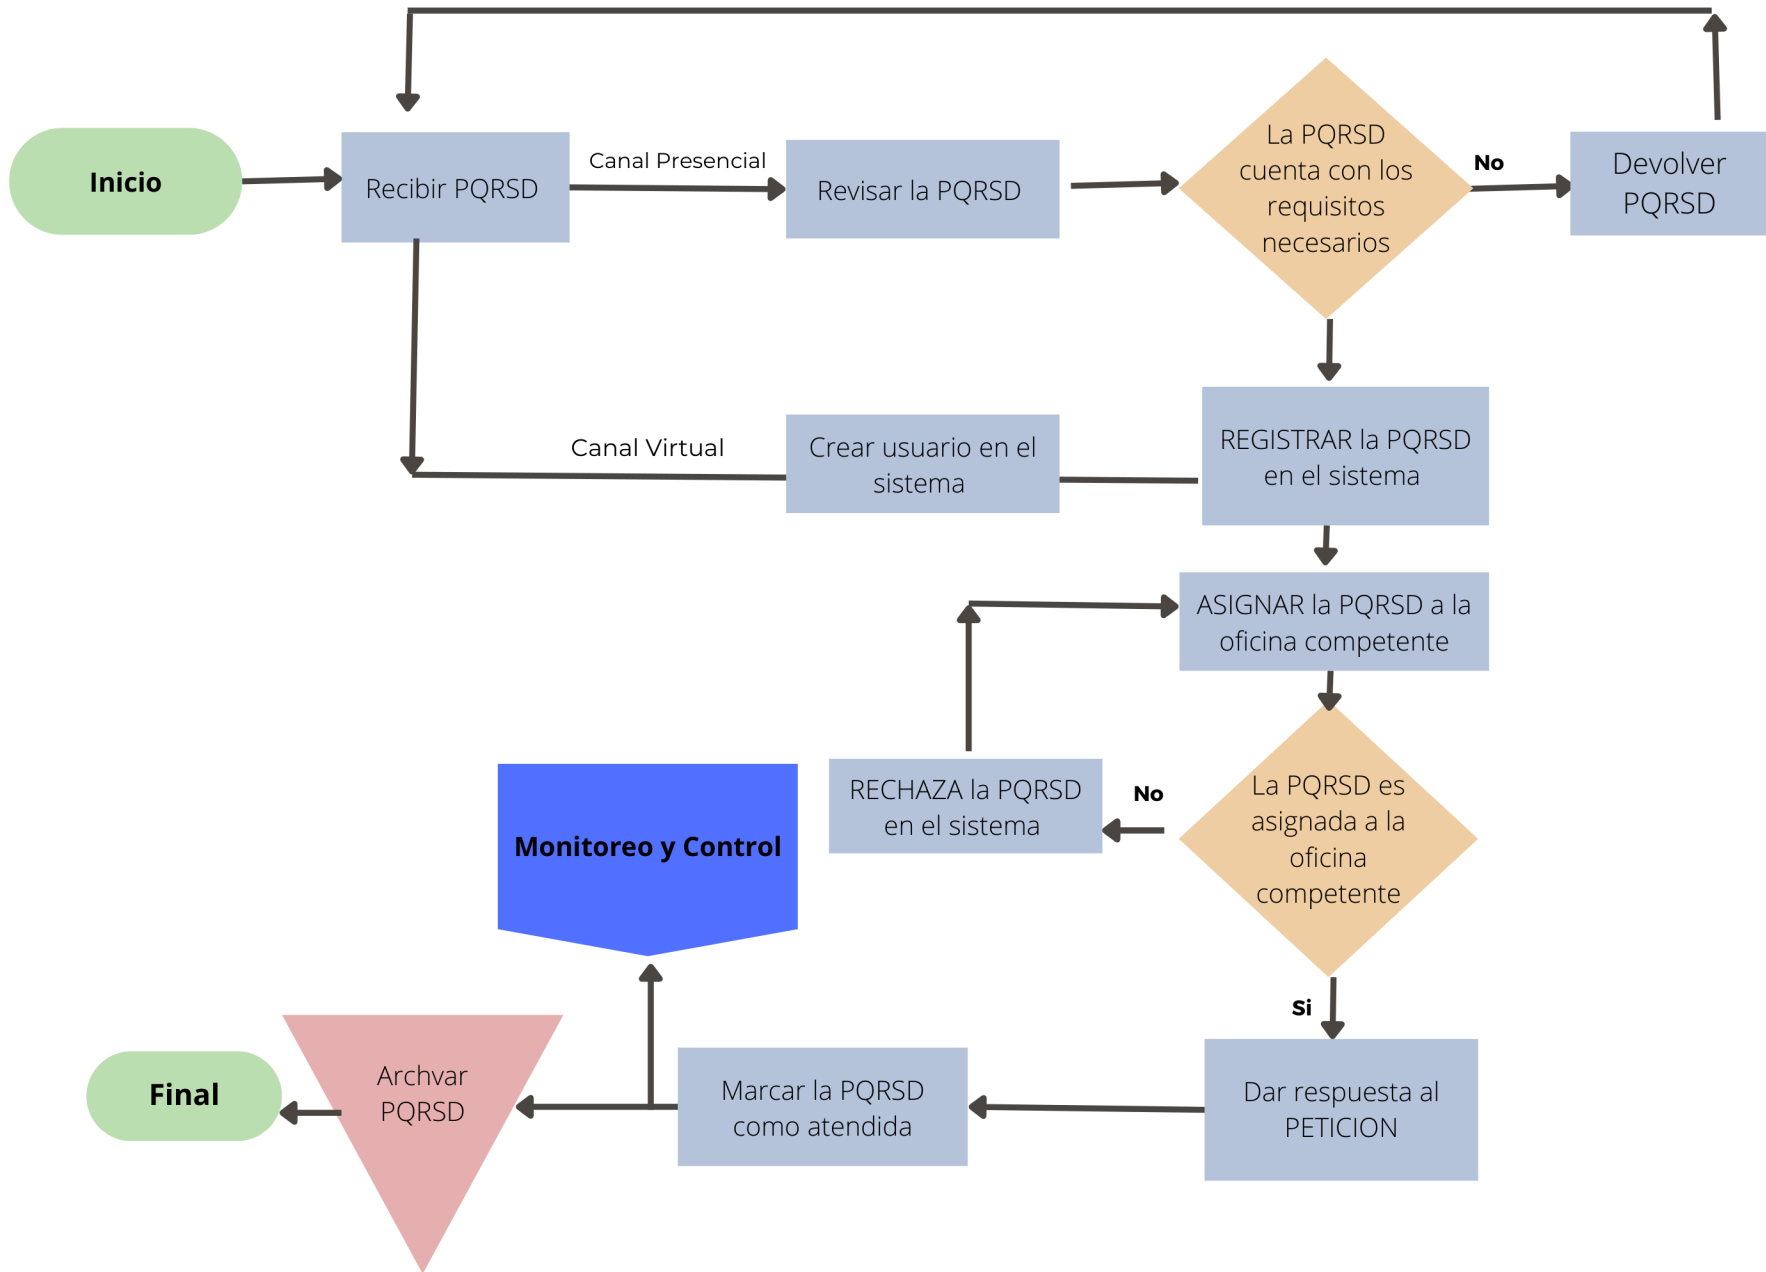 Inicio
Recibir PQRSD
Canal Presencial
Revisar la PQRSD
La PQRSD
cuenta con los
requisitos
necesarios
No
Devolver
PQRSD
Canal Virtual
Crear usuario en el
sistema
REGISTRAR la PQRSD
en el sistema
ASIGNAR la PQRSD a la
oficina competente
La PQRSD es
asignada a la
oficina
competente
No
RECHAZA la PQRSD
en el sistema
Monitoreo y Control
Si
Dar respuesta al
PETICION
Marcar la PQRSD
como atendida
Archvar
PQRSD
Final